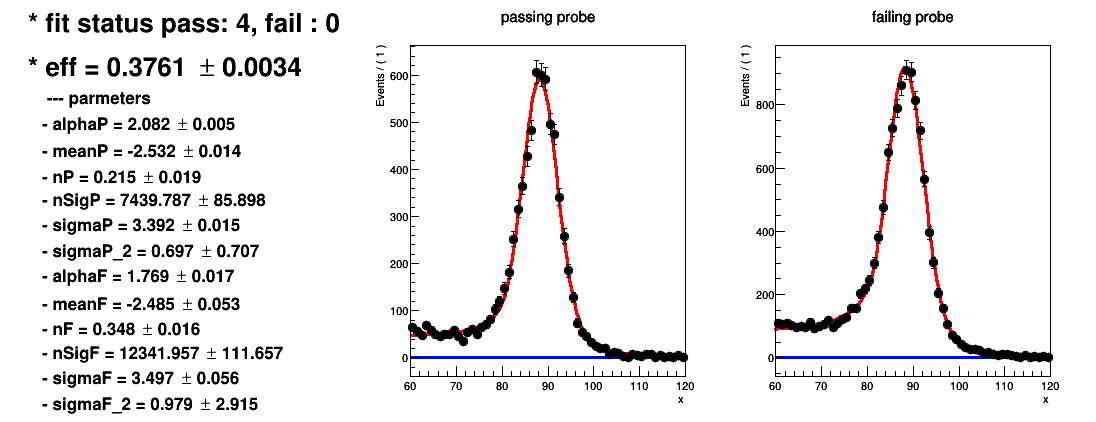 * fit status pass: 4, fail : 0
* eff = 0.3761 ± 0.0034
--- parmeters
- alphaP = 2.082 ± 0.005
- meanP = -2.532 ± 0.014
- nP = 0.215 ± 0.019
- nSigP = 7439.787 ± 85.898
- sigmaP = 3.392 ± 0.015
- sigmaP_2 = 0.697 ± 0.707
- alphaF = 1.769 ± 0.017
- meanF = -2.485 ± 0.053
- nF = 0.348 ± 0.016
- nSigF = 12341.957 ± 111.657
- sigmaF = 3.497 ± 0.056
- sigmaF_2 = 0.979 ± 2.915
passing probe
Events / ( 1 )
600
500
400
300
200
100
0
60 70 80 90 100 110 120
x
failing probe
Events / ( 1 )
800
600
400
200
0
60 70 80 90 100 110 120
x